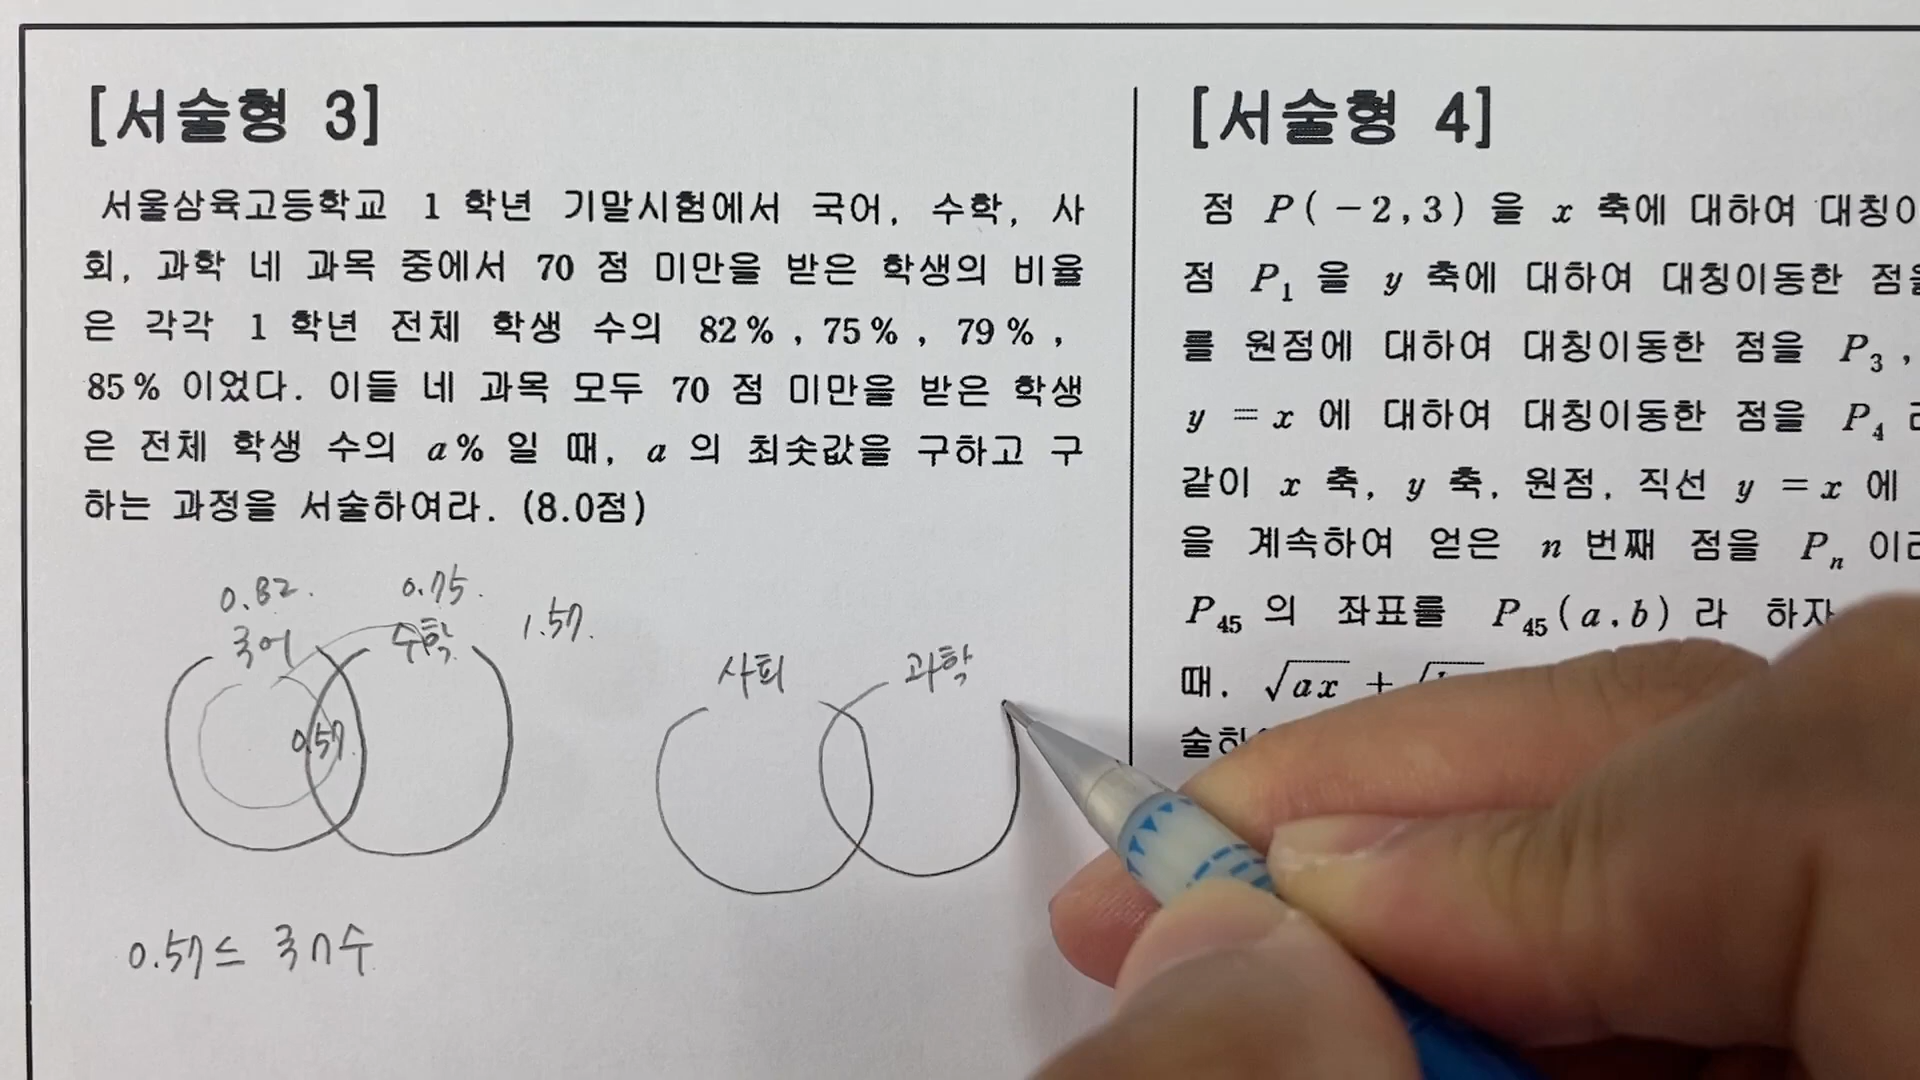 [서술형 3]
서울삼육고등학교 1 학년 기말시험에서 국어, 수학, 사
회, 과학 네 과목 중에서 70 점 미만을 받은 학생의 비율
은 각각 1 학년 전체 학생 수의 82%, 75%, 79%,
85% 이었다. 이들 네 과목 모두 70 점 미만을 받은 학생
은 전체 학생 수의 a% 일 때, a 의 최솟값을 구하고 구
하는 과정을 서술하여라. (8.0점)
0.82. 0.75. 1.57.
국어 수학
0.57.
사회 과학
0.57 ≤ 국∩수
[서술형 4]
점 P(-2,3) 을 x 축에 대하여 대칭이
점 P₁ 을 y 축에 대하여 대칭이동한 점을
를 원점에 대하여 대칭이동한 점을 P₃,
y = x 에 대하여 대칭이동한 점을 P₄
같이 x 축, y 축, 원점, 직선 y = x 에
을 계속하여 얻은 n 번째 점을 Pₙ 이라
P₄₅ 의 좌표를 P₄₅(a,b) 라 하자
때, √ax +